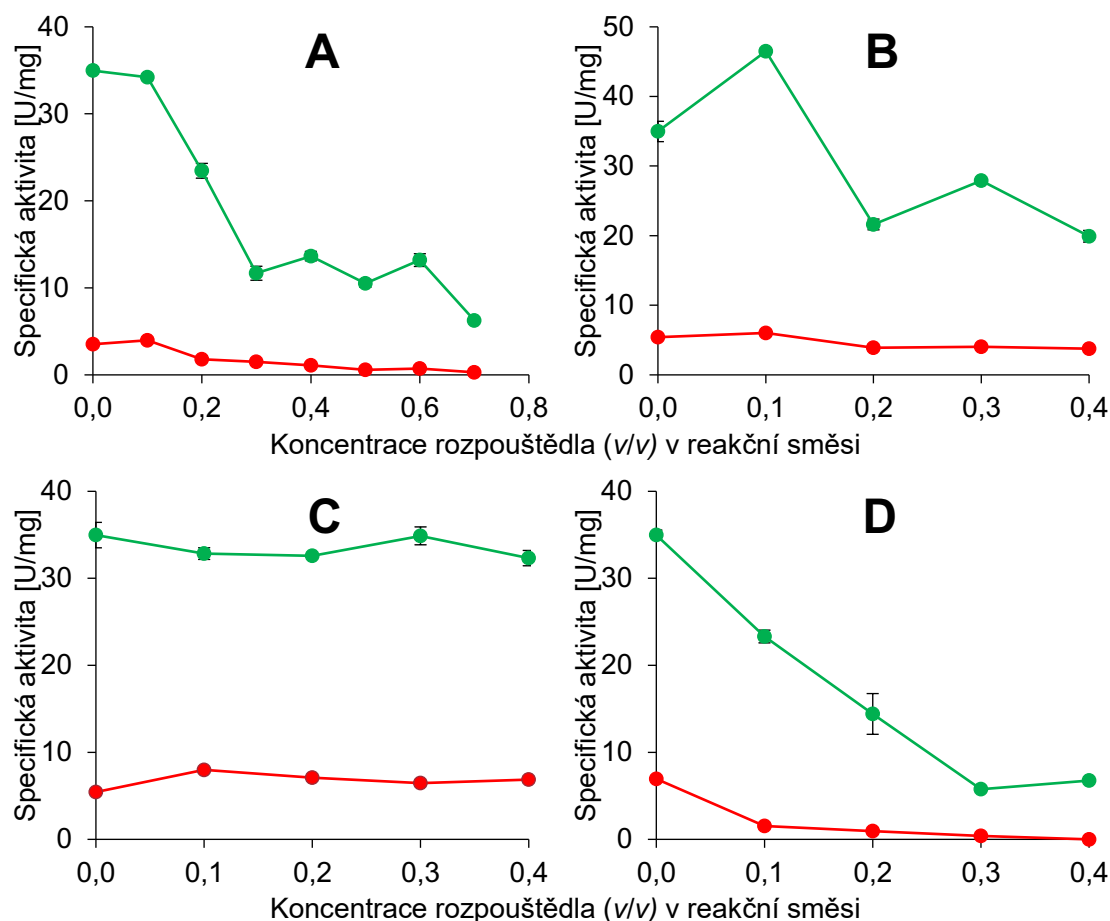 A
Specifická aktivita [U/mg]
40
30
20
10
0
0,0 0,2 0,4 0,6 0,8
B
Specifická aktivita [U/mg]
50
40
30
20
10
0
0,0 0,1 0,2 0,3 0,4
Koncentrace rozpouštědla (v/v) v reakční směsi
C
Specifická aktivita [U/mg]
40
30
20
10
0
0,0 0,1 0,2 0,3 0,4
D
Specifická aktivita [U/mg]
40
30
20
10
0
0,0 0,1 0,2 0,3 0,4
Koncentrace rozpouštědla (v/v) v reakční směsi